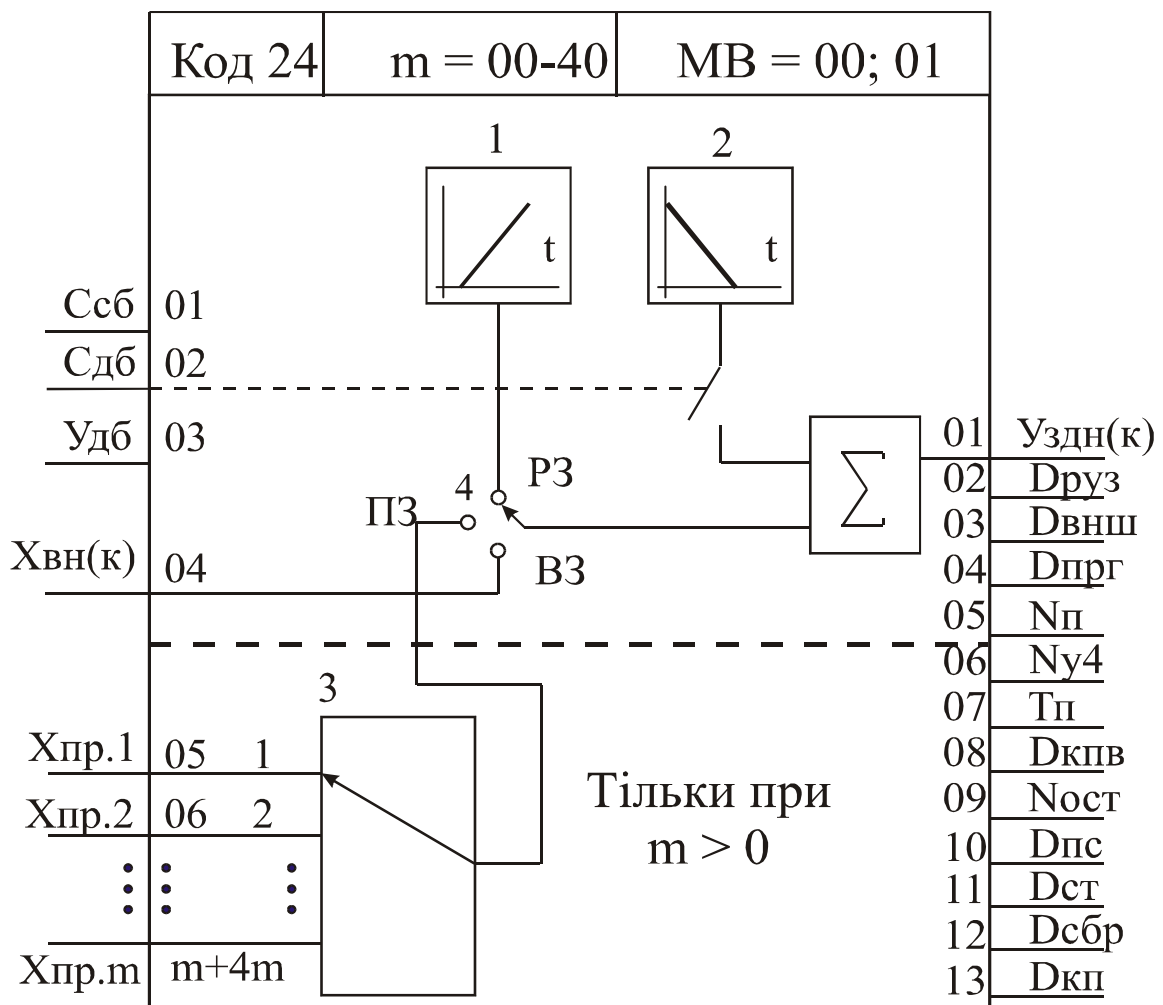 Код 24 m = 00-40 МВ = 00; 01
1 2
t t
Ссб 01
Сдб 02
Удб 03
01 Уздн(к)
РЗ
4
02 Dруз
ПЗ
03 Dвнш
Хвн(к) 04
ВЗ
04 Dпрг
05 Nп
06 Nу4
3
07 Тп
Хпр.1 05 1
08 Dкпв
Тільки при
Хпр.2 06 2
09 Nост
m > 0
10 Dпс
11 Dст
12 Dсбр
Хпр.m m+4m
13 Dкп